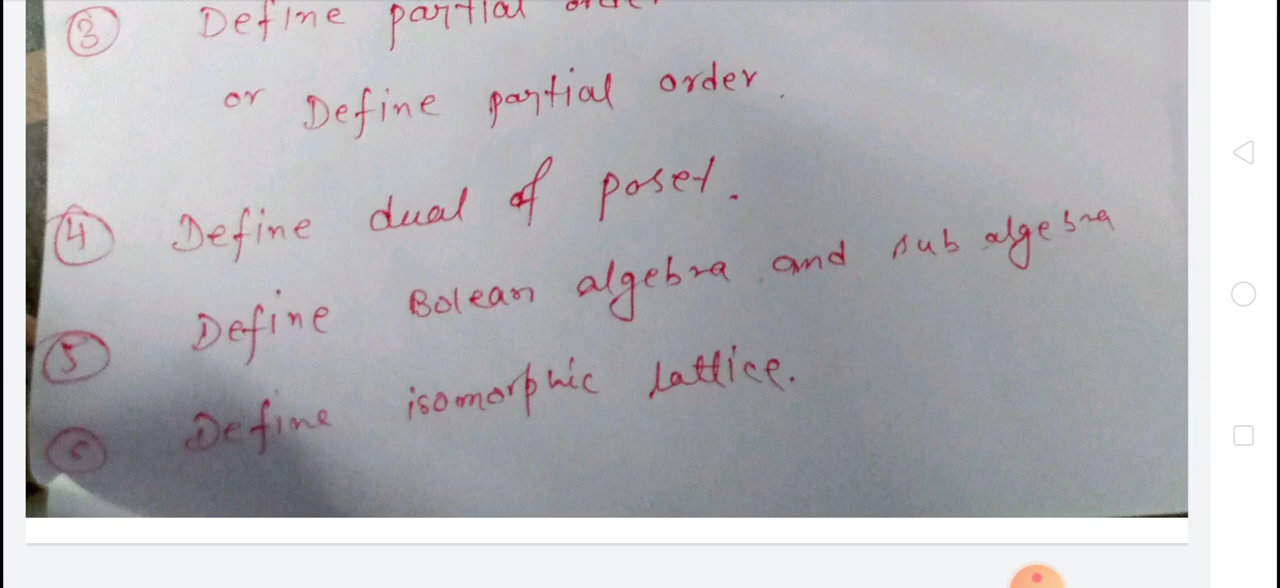 ③ Define partial
or Define partial order.
④ Define dual of poset.
⑤ Define Bolean algebra and sub algebra
⑥ Define isomorphic lattice.